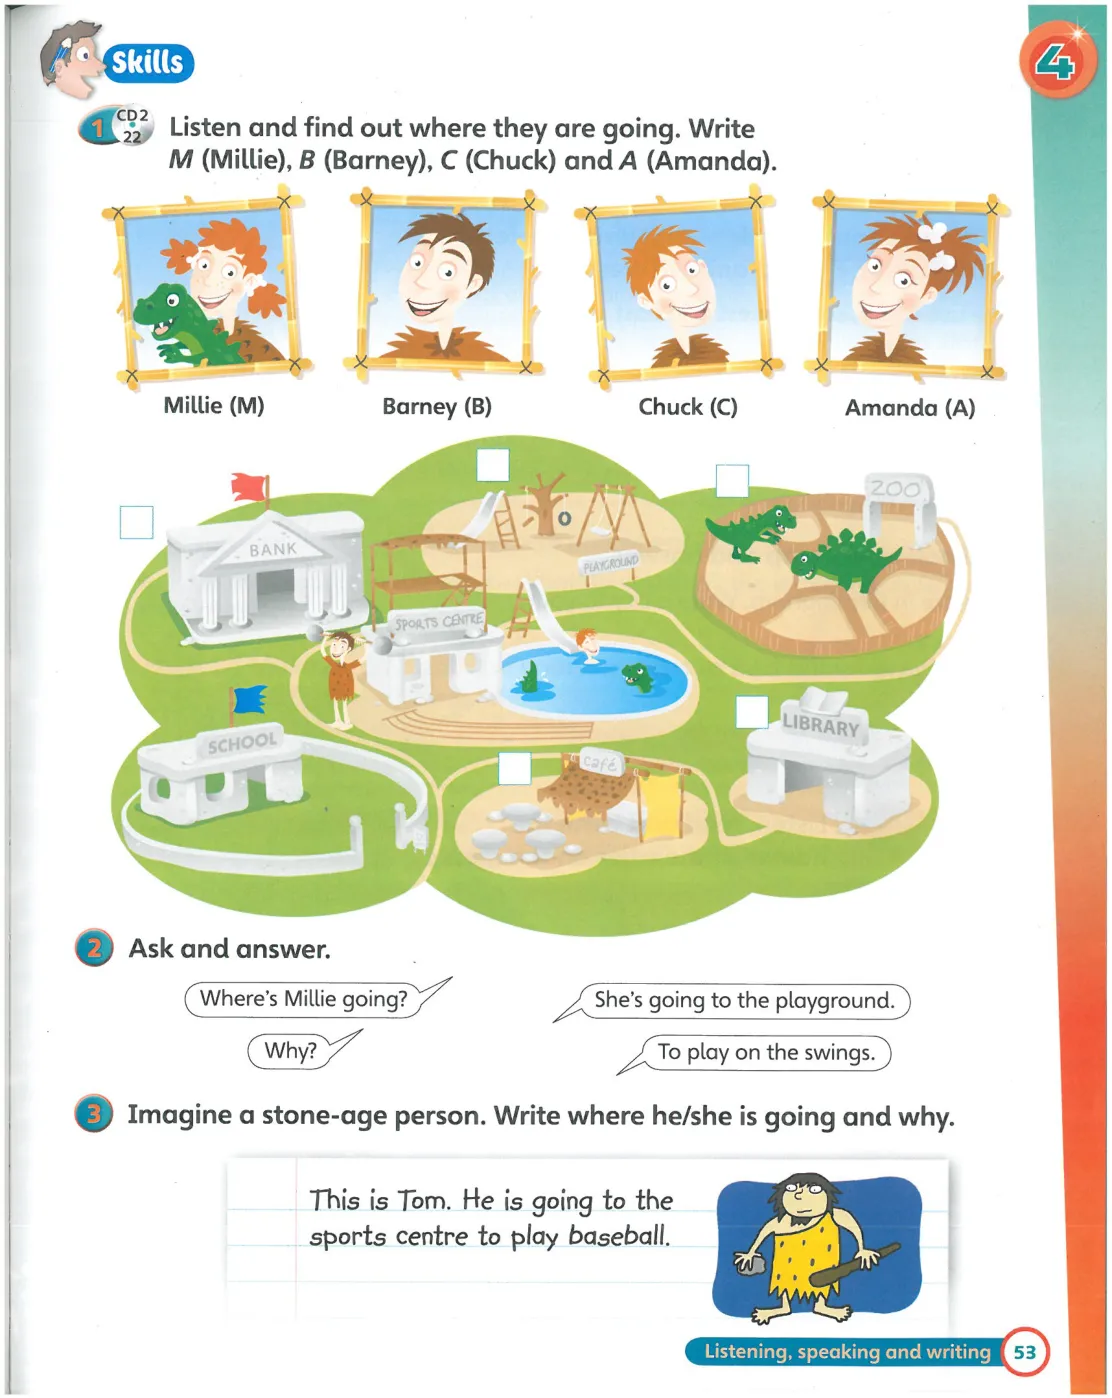 Skills
4
1 CD2 22 Listen and find out where they are going. Write
M (Millie), B (Barney), C (Chuck) and A (Amanda).
Millie (M) Barney (B) Chuck (C) Amanda (A)
ZOO
BANK
PLAYGROUND
SPORTS CENTRE
LIBRARY
SCHOOL
Café
2 Ask and answer.
Where's Millie going? She's going to the playground.
Why? To play on the swings.
3 Imagine a stone-age person. Write where he/she is going and why.
This is Tom. He is going to the
sports centre to play baseball.
Listening, speaking and writing 53